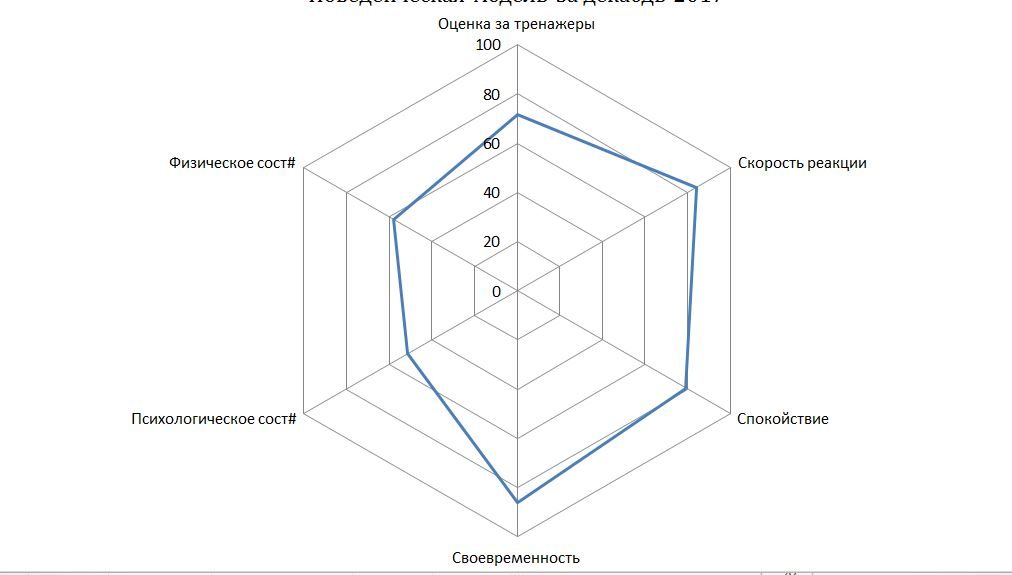 Оценка за тренажеры
100
80
60
40
20
0
Физическое сост#
Скорость реакции
Психологическое сост#
Спокойствие
Своевременность